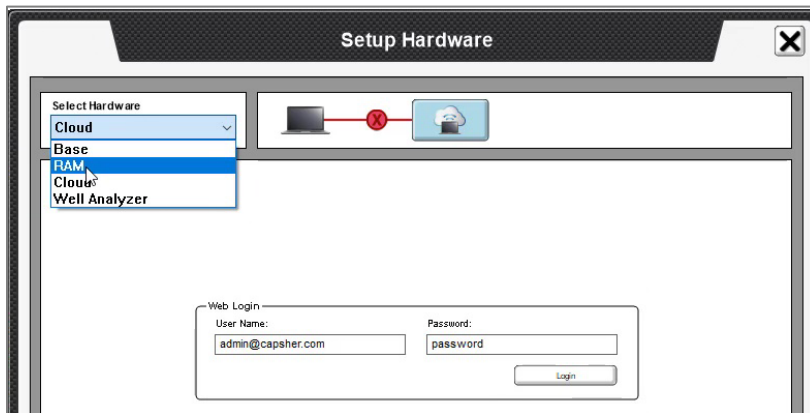 Setup Hardware
X
Select Hardware
Cloud
Base
RAM
Cloud
Well Analyzer
X
Web Login
User Name:
Password:
admin@capsher.com
password
Login